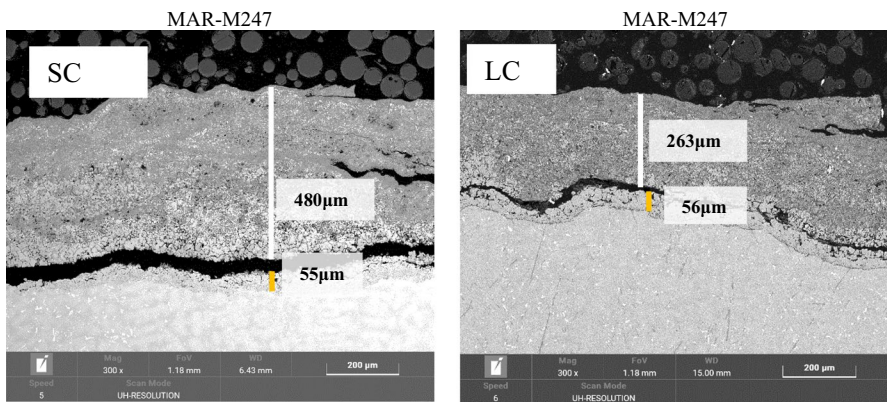 MAR-M247
SC
480µm
55µm
Mag FoV WD
300 x 1.18 mm 6.43 mm 200 µm
Speed Scan Mode
5 UH-RESOLUTION
MAR-M247
LC
263µm
56µm
Mag FoV WD
300 x 1.18 mm 15.00 mm 200 µm
Speed Scan Mode
6 UH-RESOLUTION